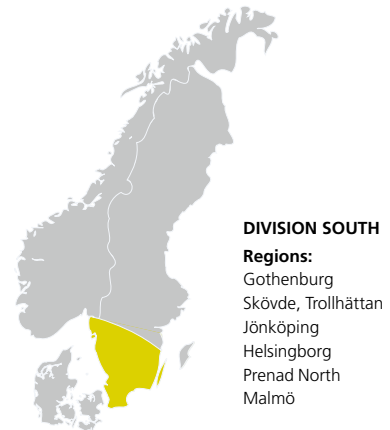 DIVISION SOUTH
Regions:
Gothenburg
Skövde, Trollhättan
Jönköping
Helsingborg
Prenad North
Malmö